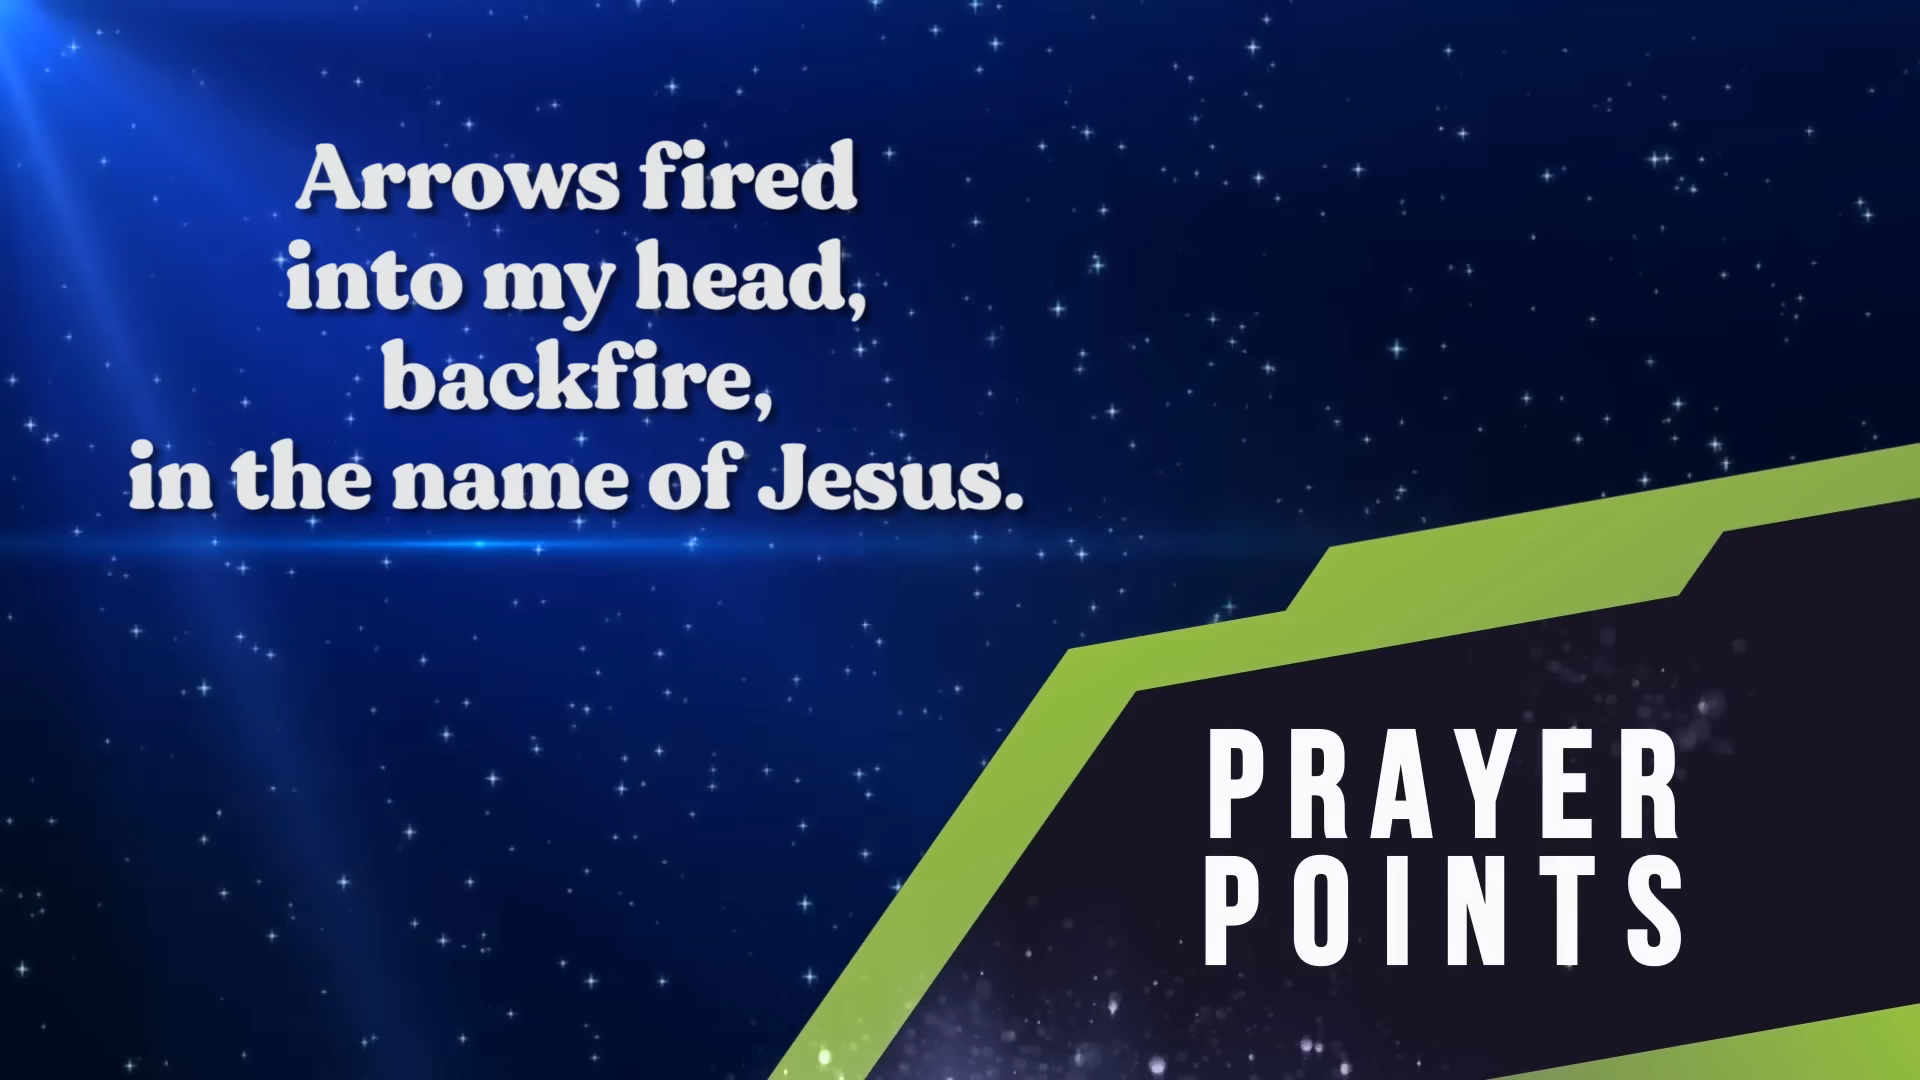 Arrows fired
into my head,
backfire,
in the name of Jesus.
PRAYER
POINTS